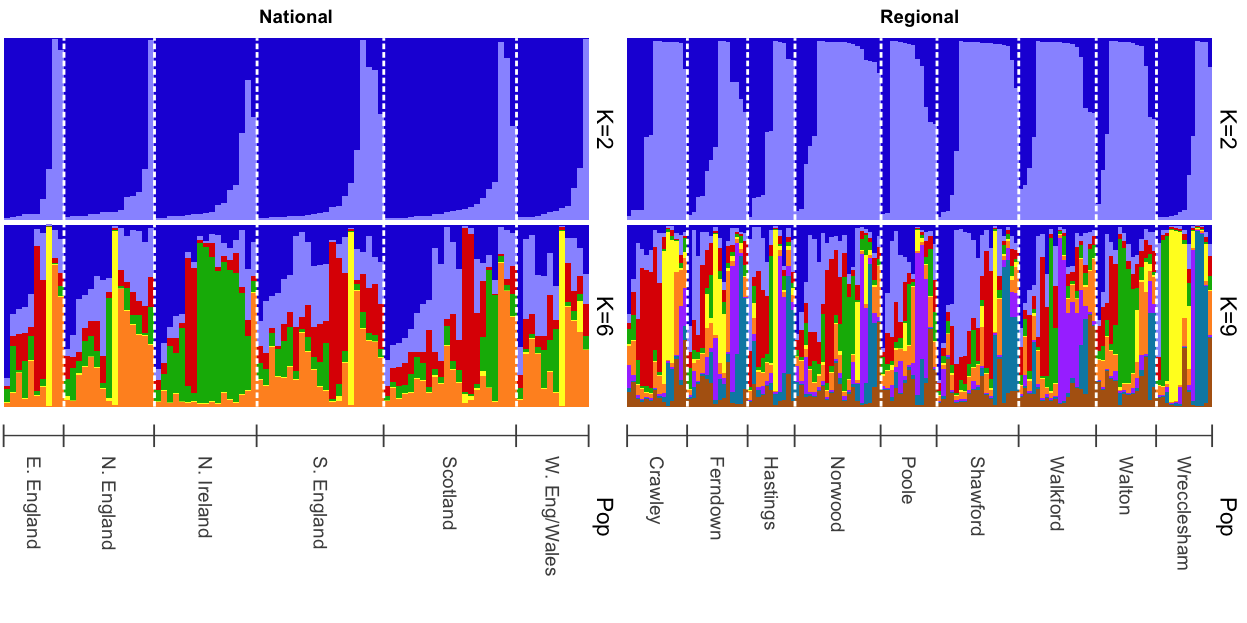 National
Regional
K=2
K=2
K=6
K=9
Pop
E. England
N. England
N. Ireland
S. England
Scotland
W. Eng/Wales
Pop
Crawley
Ferndown
Hastings
Norwood
Poole
Shawford
Walkford
Walton
Wrecclesham